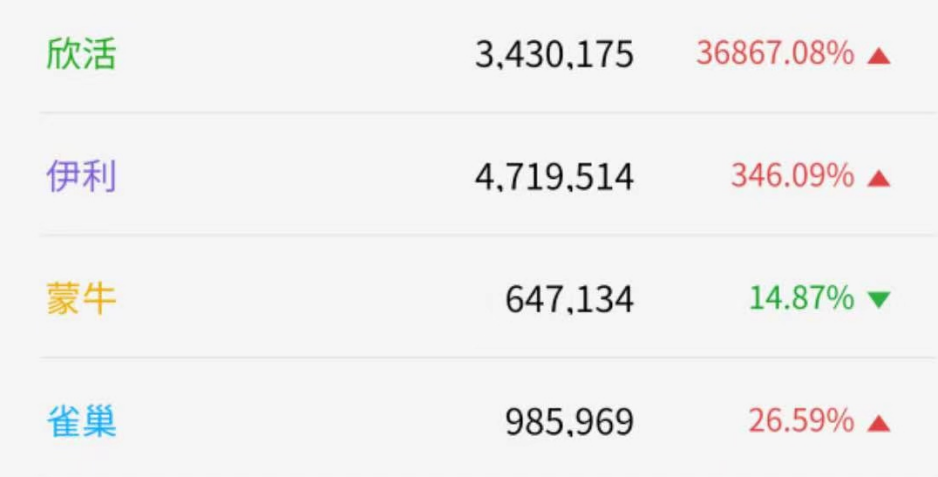 欣活 3,430,175 36867.08% ▲
伊利 4,719,514 346.09% ▲
蒙牛 647,134 14.87% ▼
雀巢 985,969 26.59% ▲